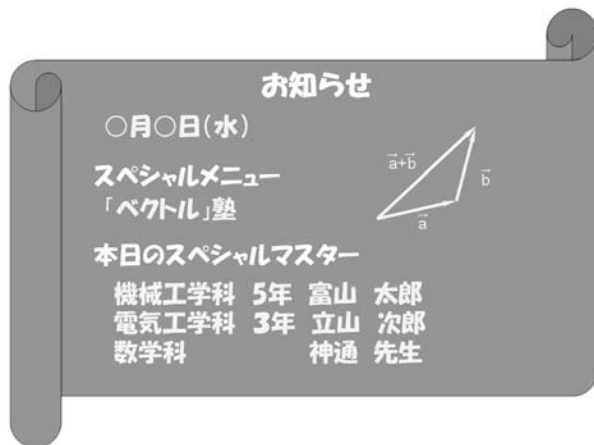 お知らせ
○月○日(水)
スペシャルメニュー
「ベクトル」塾
a+b
b
a
本日のスペシャルマスター
機械工学科 5年 富山 太郎
電気工学科 3年 立山 次郎
数学科 神通 先生